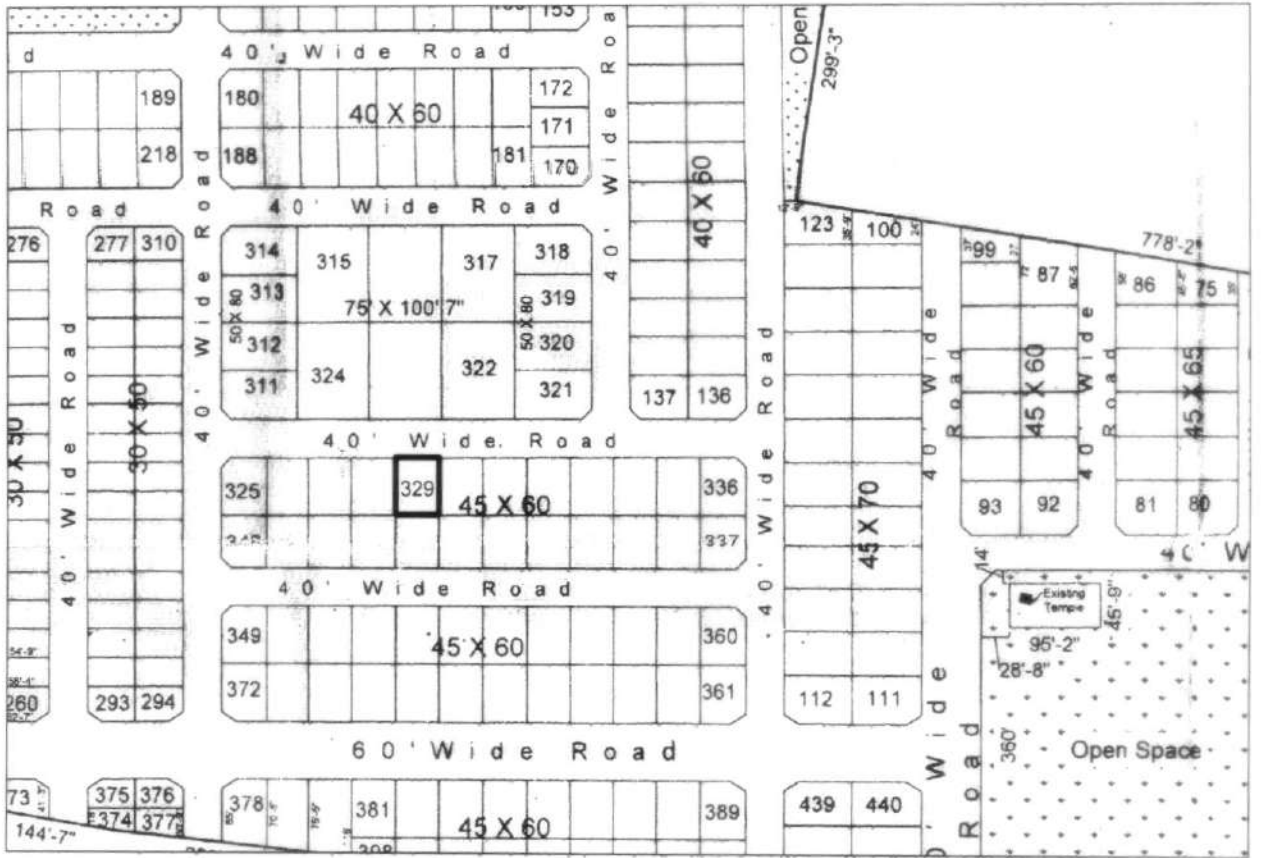 153
Open
299'-3"
d
40' Wide Road
189
180
40 X 60
172
171
218
188
181
170
40' Wide Road
40 X 60
Road
40' Wide Road
40' Wide Road
276
277
310
314
315
317
318
313
75' X 100'7"
319
50 X 80
50 X 80
312
320
311
324
322
321
137
136
123
100
778'-2"
99
87
86
75
40' Wide Road
40' Wide Road
45 X 60
45 X 65
30 X 50
30 X 50
40' Wide Road
40' Wide Road
40' Wide Road
325
329
45 X 60
336
337
45 X 70
93
92
81
80
40' W
14'
Existing
Temple
45'-9"
95'-2"
28'-8"
40' Wide Road
349
45 X 60
360
372
361
54'-9"
260
293
294
112
111
Wide
Road
360'
Open Space
60' Wide Road
73
375
376
374
377
144'-7"
378
381
45 X 60
389
439
440